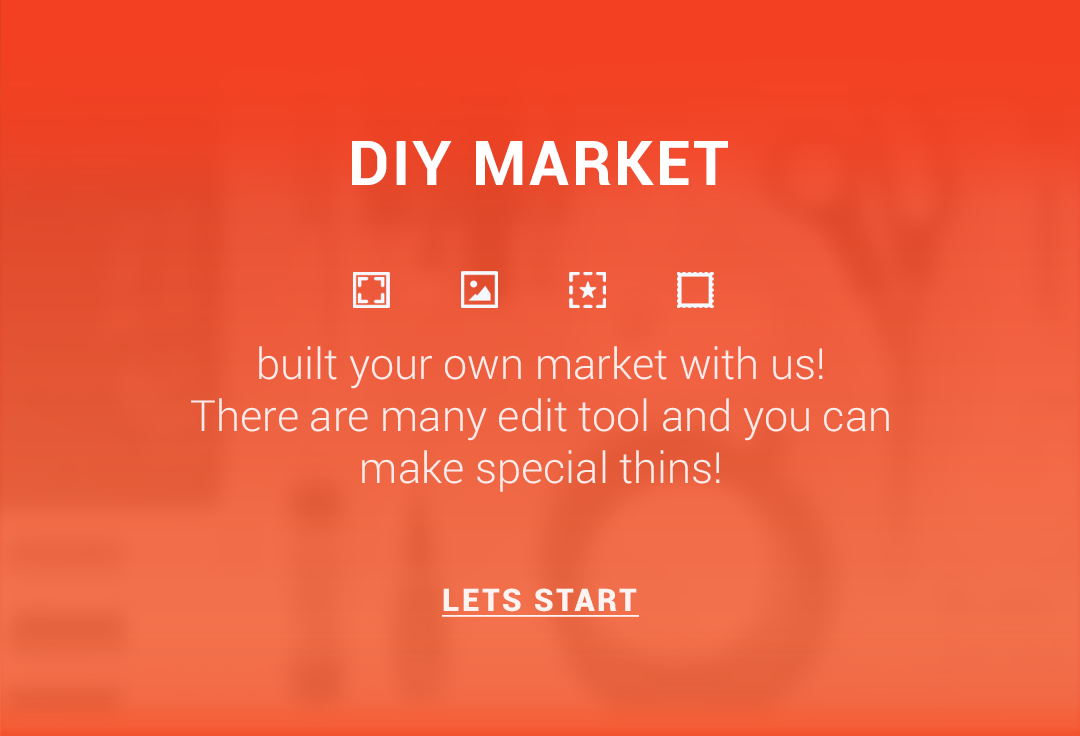 DIY MARKET
built your own market with us!
There are many edit tool and you can
make special thins!
LETS START